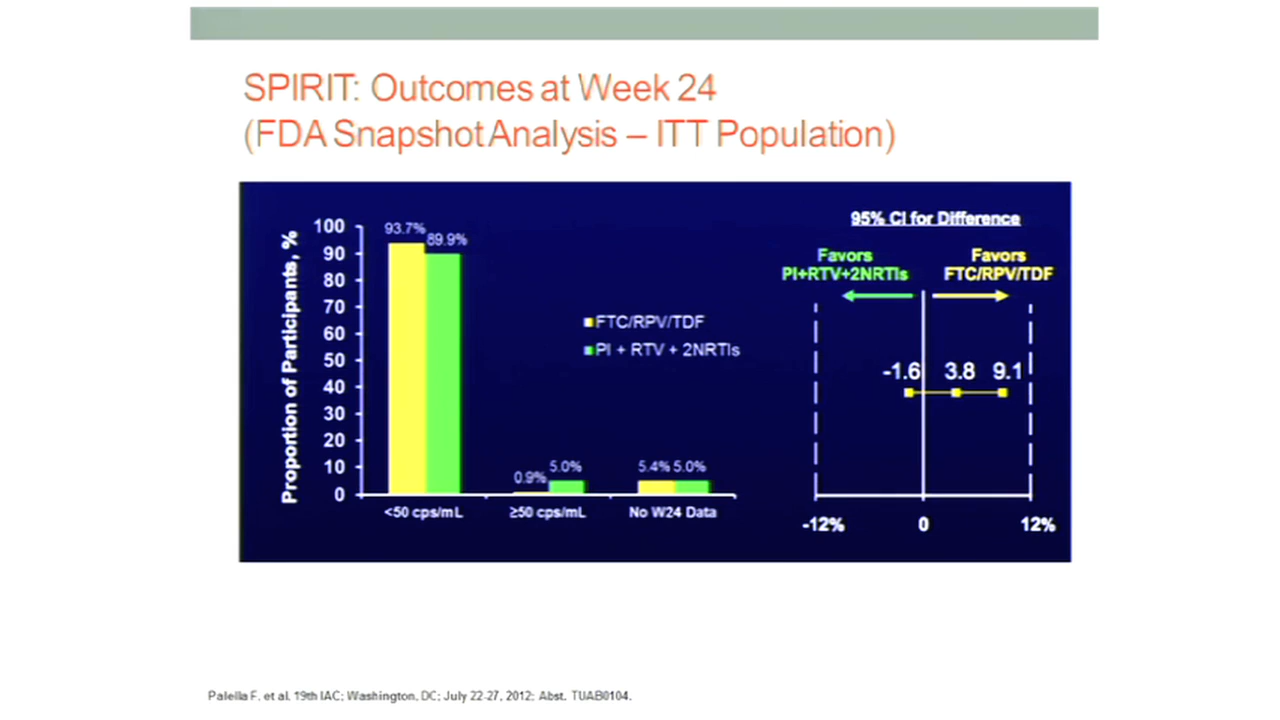 SPIRIT: Outcomes at Week 24
(FDA Snapshot Analysis – ITT Population)
Proportion of Participants, %
100
90
80
70
60
50
40
30
20
10
0
93.7%
89.9%
0.9%
5.0%
5.4% 5.0%
<50 cps/mL
≥50 cps/mL
No W24 Data
FTC/RPV/TDF
PI + RTV + 2NRTIs
95% CI for Difference
Favors
PI+RTV+2NRTIs
Favors
FTC/RPV/TDF
-1.6 3.8 9.1
-12% 0 12%
Palella F, et al. 19th IAC; Washington, DC; July 22-27, 2012; Abst. TUAB0104.